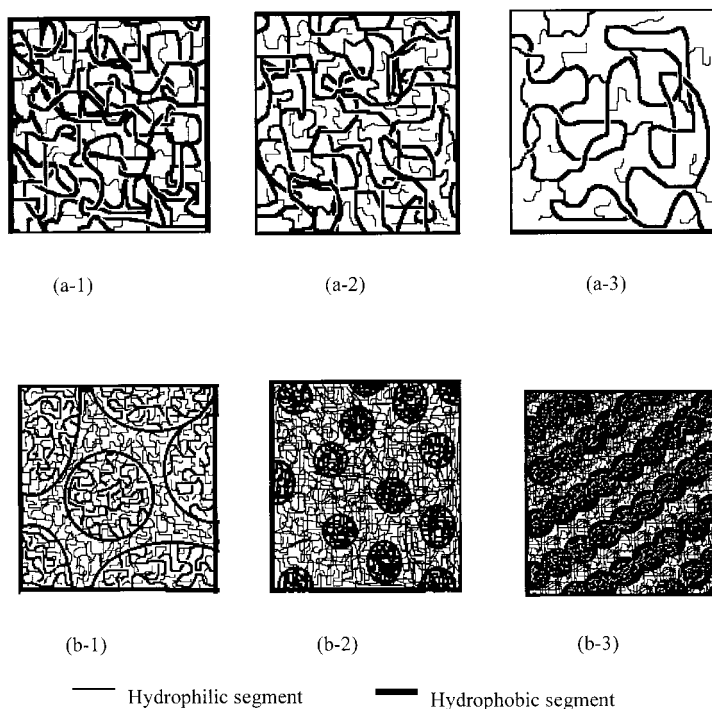 (a-1) (a-2) (a-3)
(b-1) (b-2) (b-3)
Hydrophilic segment Hydrophobic segment